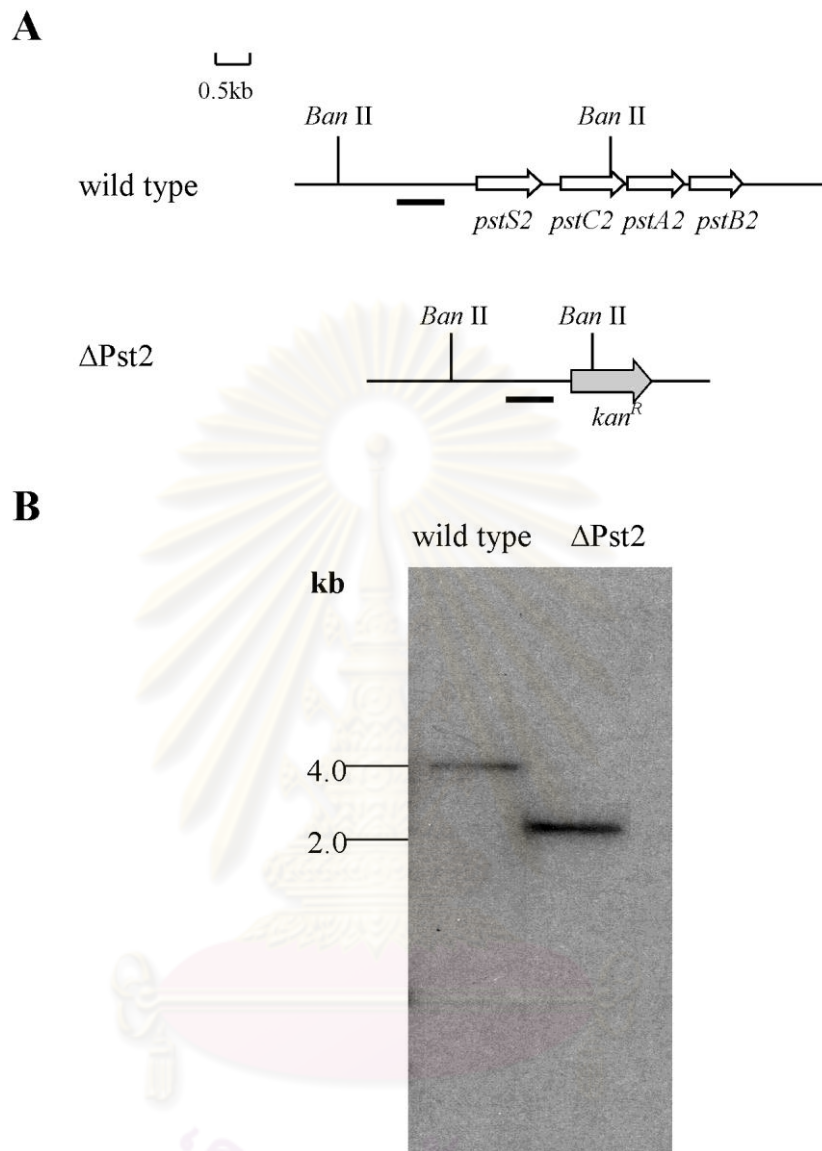 A
0.5kb
Ban II Ban II
wild type
pstS2 pstC2 pstA2 pstB2
Ban II Ban II
ΔPst2
kanR
B
wild type ΔPst2
kb
4.0
2.0